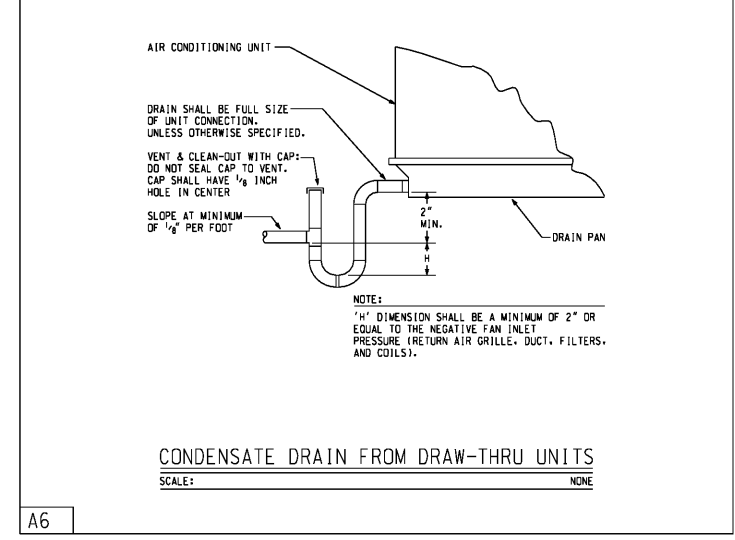 AIR CONDITIONING UNIT
DRAIN SHALL BE FULL SIZE
OF UNIT CONNECTION.
UNLESS OTHERWISE SPECIFIED.
VENT & CLEAN-OUT WITH CAP:
DO NOT SEAL CAP TO VENT.
CAP SHALL HAVE 1/8 INCH
HOLE IN CENTER
SLOPE AT MINIMUM
OF 1/8" PER FOOT
2"
MIN.
H
DRAIN PAN
NOTE:
'H' DIMENSION SHALL BE A MINIMUM OF 2" OR
EQUAL TO THE NEGATIVE FAN INLET
PRESSURE (RETURN AIR GRILLE, DUCT, FILTERS,
AND COILS).
CONDENSATE DRAIN FROM DRAW-THRU UNITS
SCALE: NONE
A6